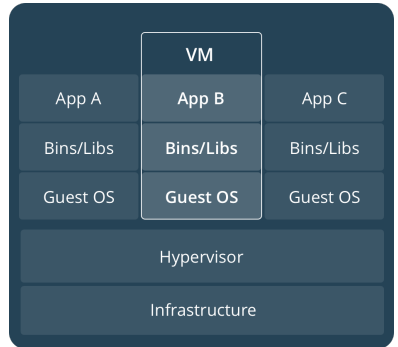 VM
App A App B App C
Bins/Libs Bins/Libs Bins/Libs
Guest OS Guest OS Guest OS
Hypervisor
Infrastructure